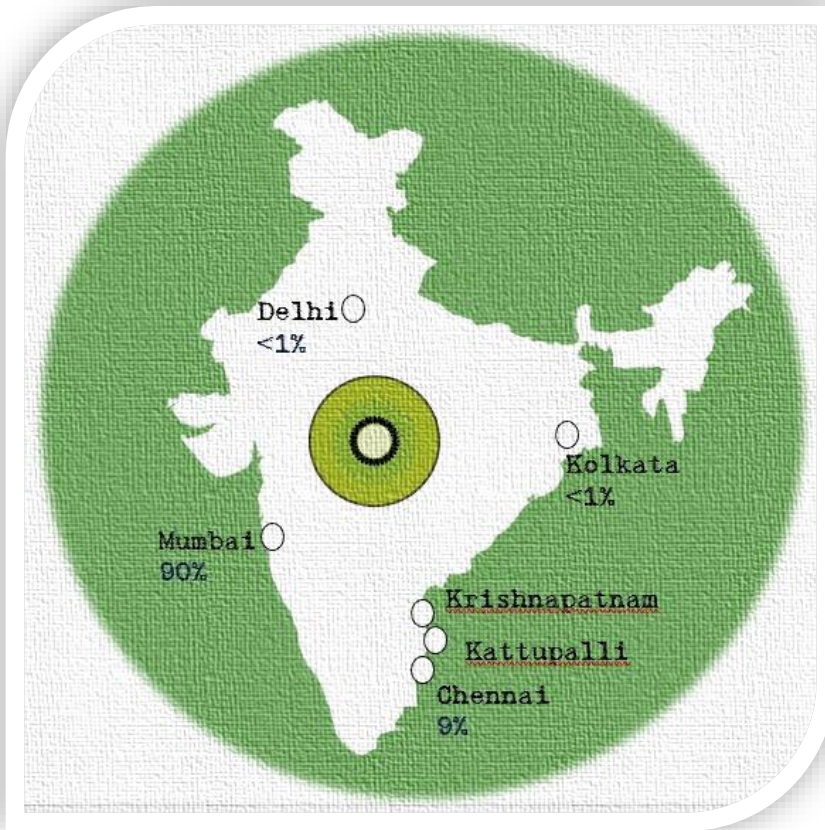 Delhi
<1%
Kolkata
<1%
Mumbai
90%
Krishnapatnam
Kattupalli
Chennai
9%